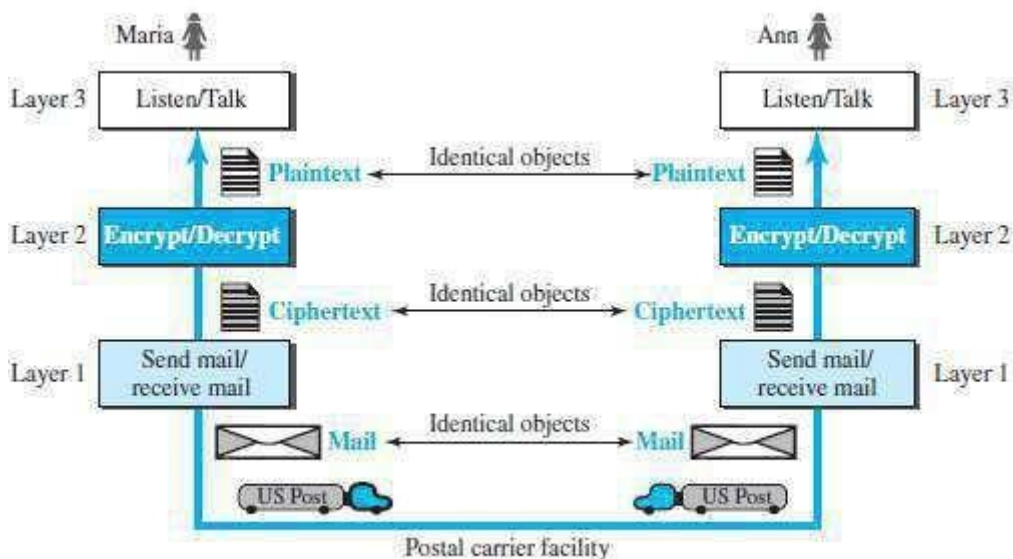 Maria Ann
Layer 3 Listen/Talk Listen/Talk Layer 3
Identical objects
Plaintext Plaintext
Layer 2 Encrypt/Decrypt Encrypt/Decrypt Layer 2
Identical objects
Ciphertext Ciphertext
Layer 1 Send mail/ Send mail/ Layer 1
receive mail receive mail
Identical objects
Mail Mail
US Post US Post
Postal carrier facility